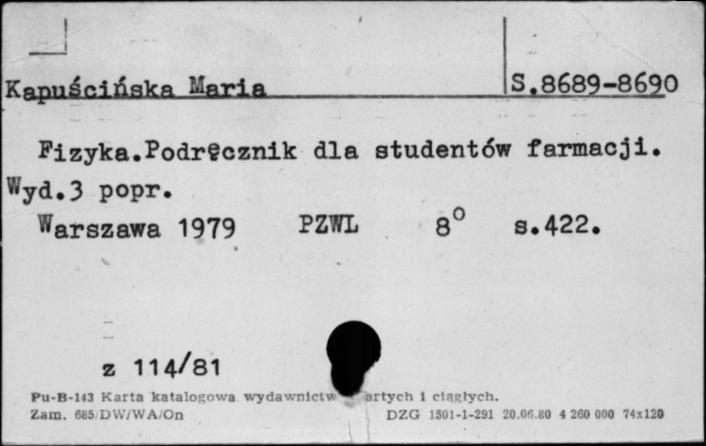 Kapuścińska Maria S.8689-8690
Fizyka.Podręcznik dla studentów farmacji.
Wyd.3 popr.
Warszawa 1979 PZWL 8° s.422.
z 114/81
Pu-B-143 Karta katalogowa wydawnictw artych i ciągłych.
Zam. 685/DW/WA/On DZG 1501-1-291 20.06.80 4 260 000 74x120